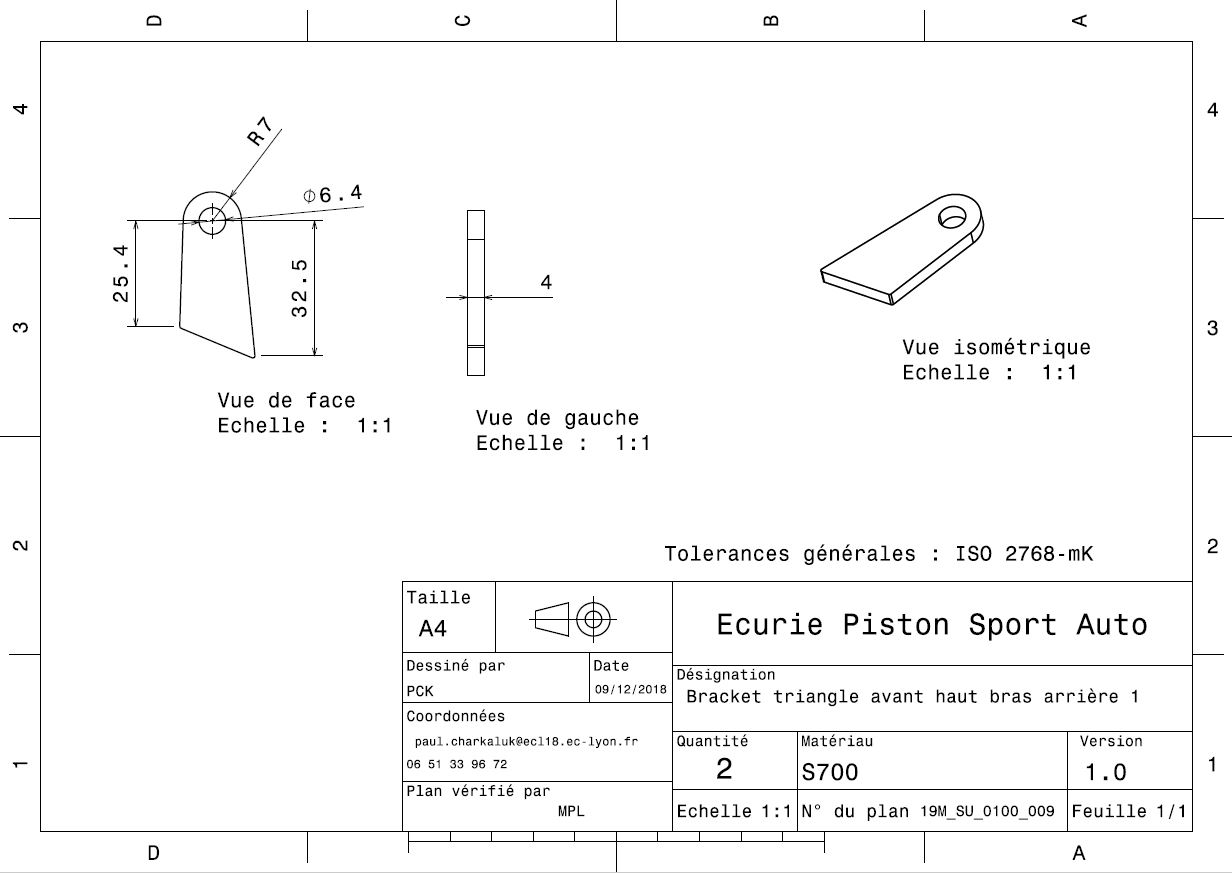 D C B A
4 4
R7
∅6.4
25.4
32.5
4
3 3
Vue de face
Echelle : 1:1
Vue de gauche
Echelle : 1:1
Vue isométrique
Echelle : 1:1
2 2
Tolerances générales : ISO 2768-mK
Taille
A4
Ecurie Piston Sport Auto
Dessiné par
PCK
Date
09/12/2018
Désignation
Bracket triangle avant haut bras arrière 1
Coordonnées
paul.charkaluk@ecl18.ec-lyon.fr
06 51 33 96 72
Quantité
2
Matériau
S700
Version
1.0
Plan vérifié par
MPL
Echelle 1:1
N° du plan 19M_SU_0100_009
Feuille 1/1
1 1
D A